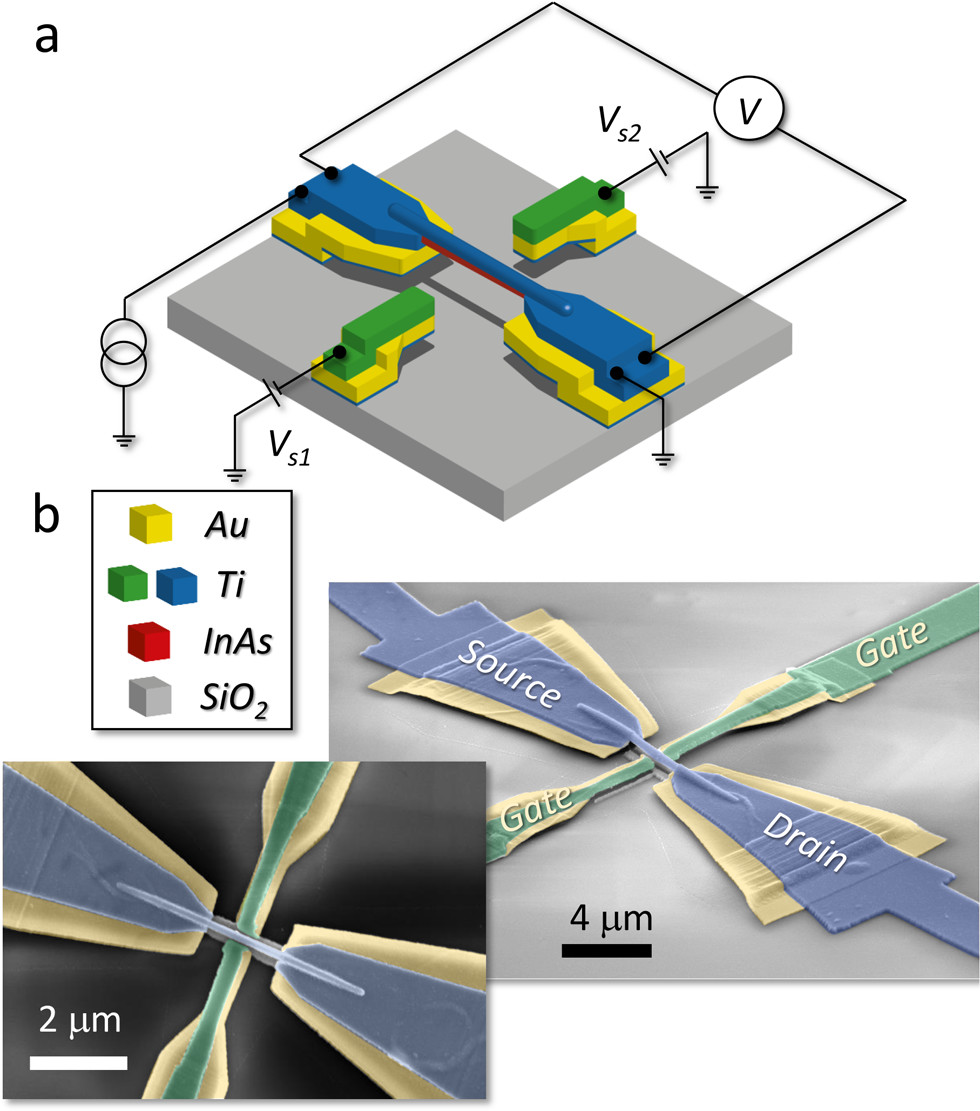 a
V
Vs2
Vs1
b
Au
Ti
InAs
SiO2
Source
Gate
Gate
Drain
4 μm
2 μm